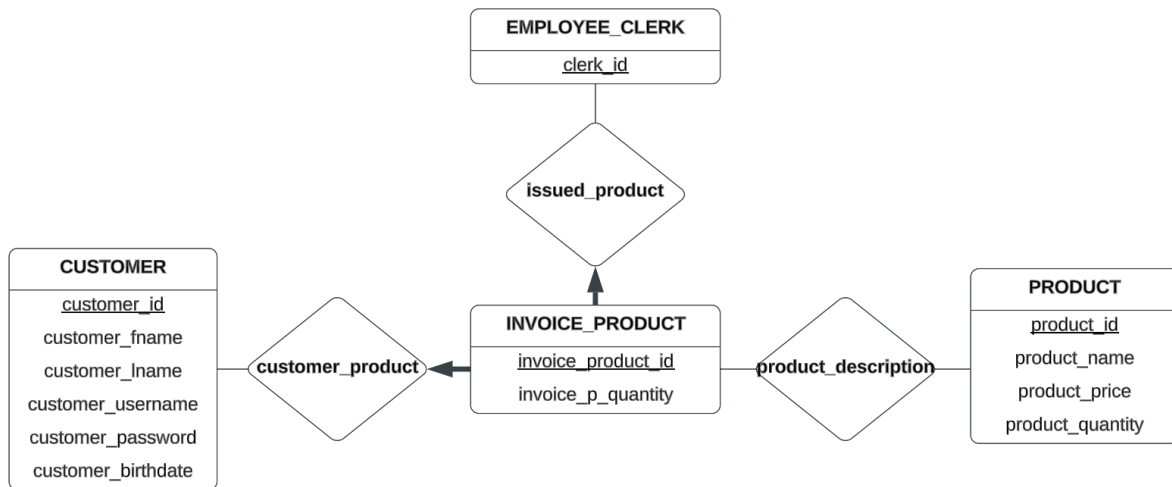 EMPLOYEE_CLERK
clerk_id
issued_product
CUSTOMER
customer_id
customer_fname
customer_lname
customer_username
customer_password
customer_birthdate
customer_product
INVOICE_PRODUCT
invoice_product_id
invoice_p_quantity
product_description
PRODUCT
product_id
product_name
product_price
product_quantity